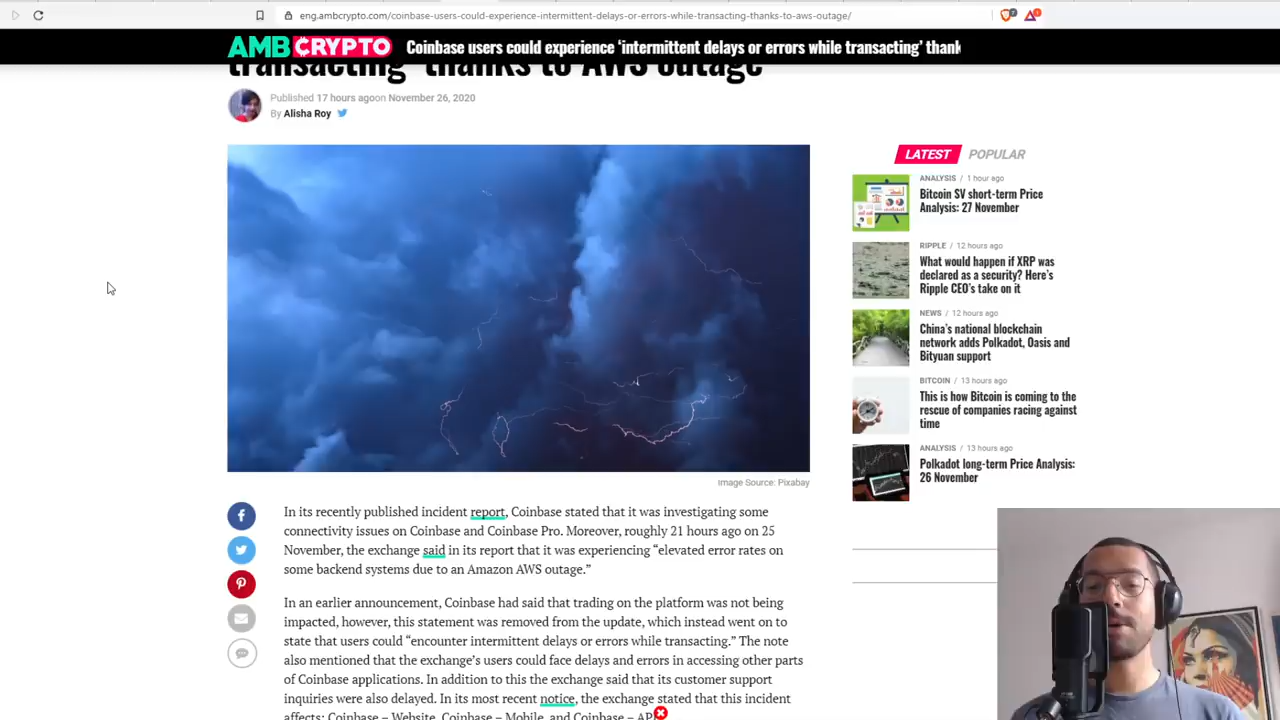 eng.ambcrypto.com/coinbase-users-could-experience-intermittent-delays-or-errors-while-transacting-thanks-to-aws-outage/
AMBCRYPTO
Coinbase users could experience ‘intermittent delays or errors while transacting’ thank
transacting’ thanks to AWS outage
Published 17 hours agoon November 26, 2020
By Alisha Roy
LATEST
POPULAR
ANALYSIS / 1 hour ago
Bitcoin SV short-term Price
Analysis: 27 November
RIPPLE / 12 hours ago
What would happen if XRP was
declared as a security? Here's
Ripple CEO's take on it
NEWS / 12 hours ago
China's national blockchain
network adds Polkadot, Oasis and
Bityuan support
BITCOIN / 13 hours ago
This is how Bitcoin is coming to the
rescue of companies racing against
time
ANALYSIS / 13 hours ago
Polkadot long-term Price Analysis:
26 November
Image Source: Pixabay
In its recently published incident report, Coinbase stated that it was investigating some
connectivity issues on Coinbase and Coinbase Pro. Moreover, roughly 21 hours ago on 25
November, the exchange said in its report that it was experiencing “elevated error rates on
some backend systems due to an Amazon AWS outage.”
In an earlier announcement, Coinbase had said that trading on the platform was not being
impacted, however, this statement was removed from the update, which instead went on to
state that users could “encounter intermittent delays or errors while transacting.” The note
also mentioned that the exchange’s users could face delays and errors in accessing other parts
of Coinbase applications. In addition to this the exchange said that its customer support
inquiries were also delayed. In its most recent notice, the exchange stated that this incident
affects: Coinbase – Website, Coinbase – Mobile, and Coinbase – API